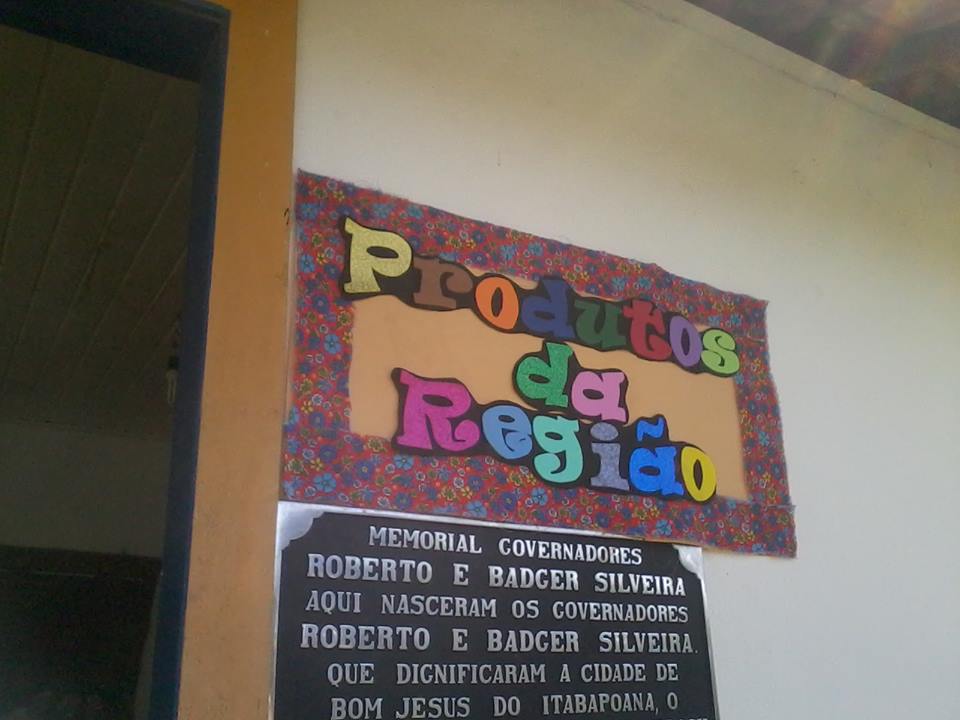 Produtos
da
Região
MEMORIAL GOVERNADORES
ROBERTO E BADGER SILVEIRA
AQUI NASCERAM OS GOVERNADORES
ROBERTO E BADGER SILVEIRA.
QUE DIGNIFICARAM A CIDADE DE
BOM JESUS DO ITABAPOANA, O